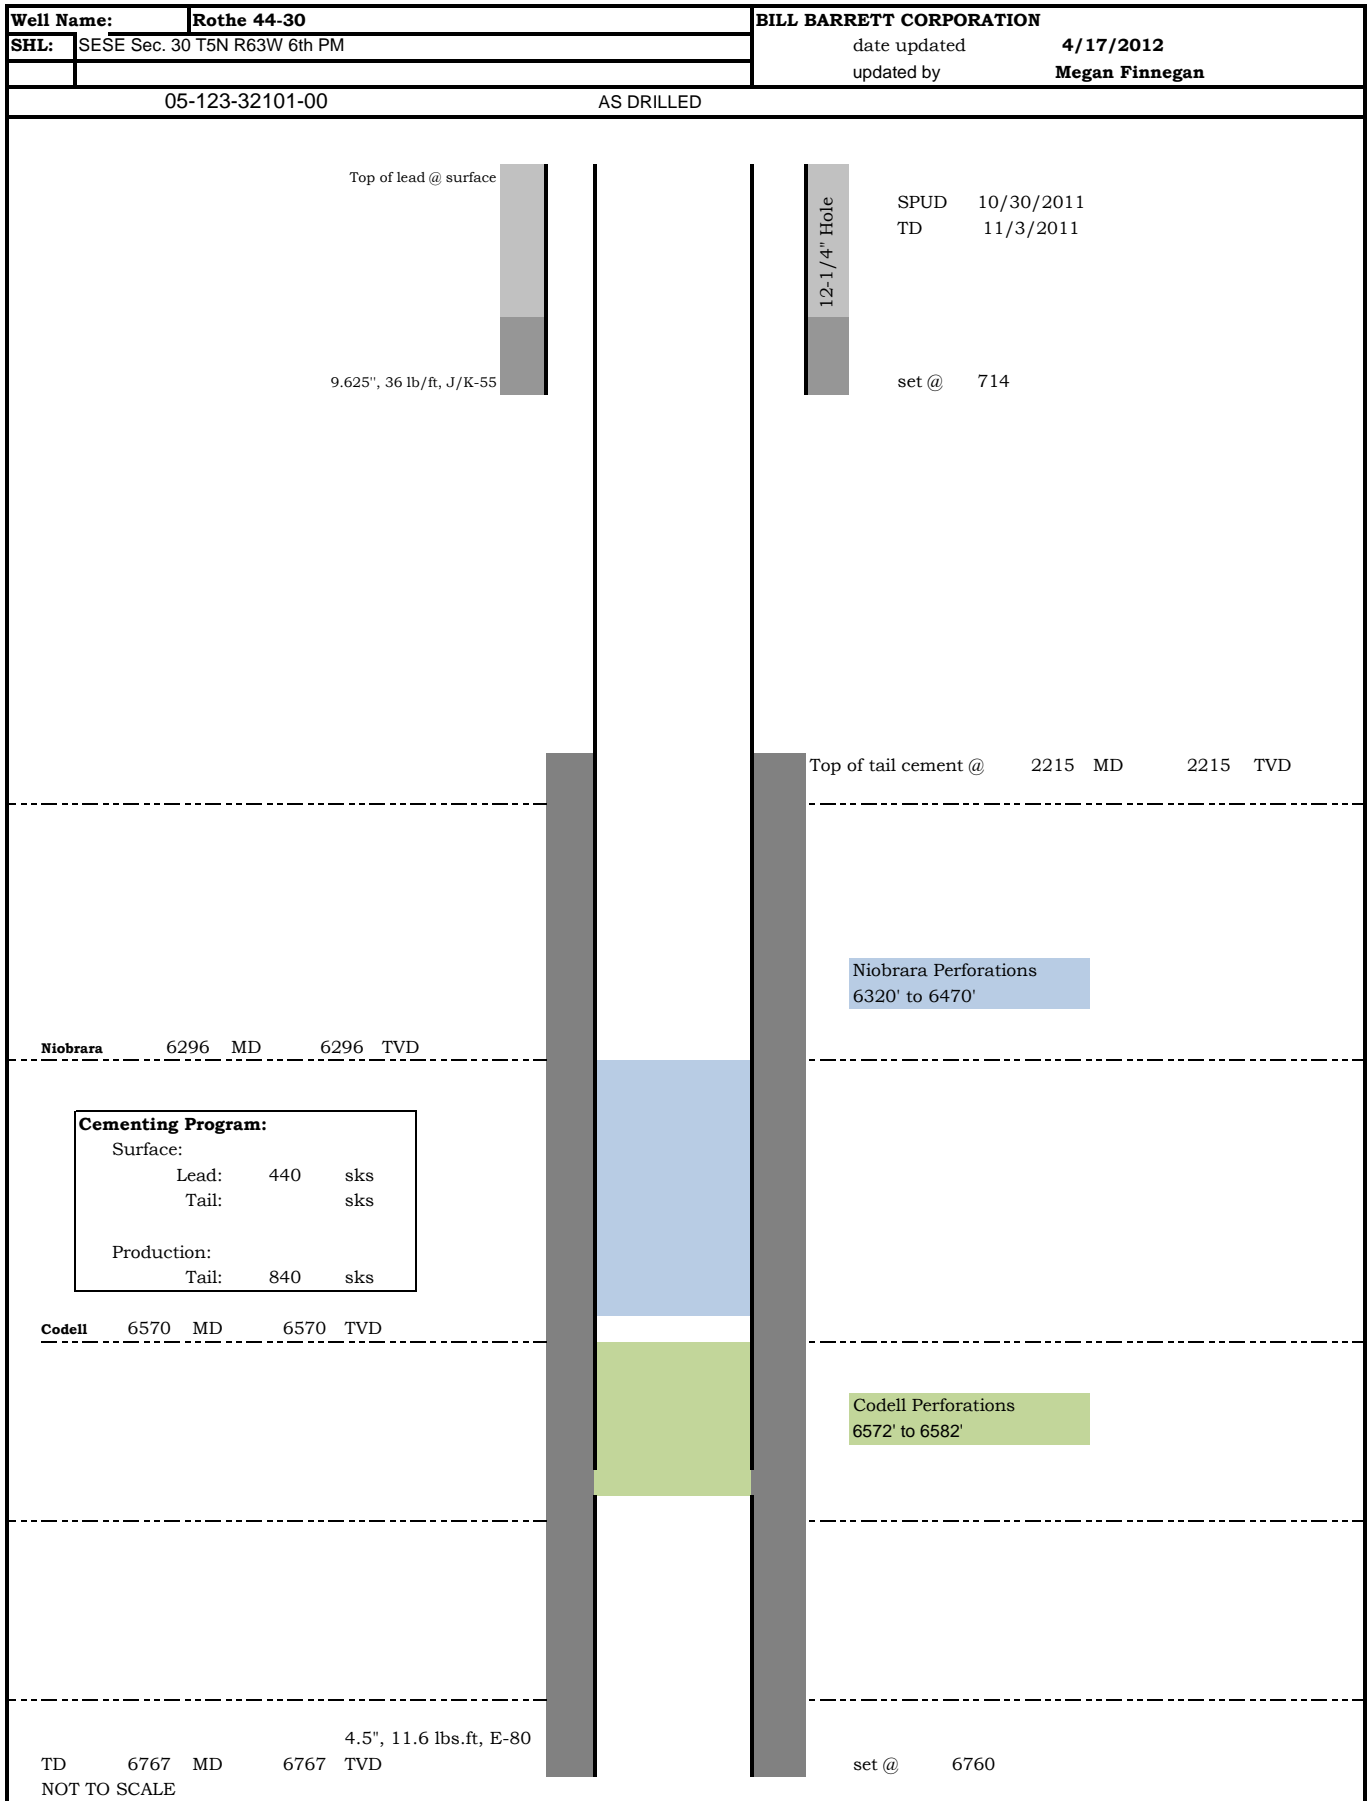 Well Name: Rothe 44-30 BILL BARRETT CORPORATION
SHL: SESE Sec. 30 T5N R63W 6th PM date updated 4/17/2012
updated by Megan Finnegan
05-123-32101-00 AS DRILLED
Top of lead @ surface
12-1/4" Hole
SPUD 10/30/2011
TD 11/3/2011
9.625", 36 lb/ft, J/K-55 set @ 714
Top of tail cement @ 2215 MD 2215 TVD
Niobrara Perforations
6320' to 6470'
Niobrara 6296 MD 6296 TVD
Cementing Program:
Surface:
Lead: 440 sks
Tail: sks
Production:
Tail: 840 sks
Codell 6570 MD 6570 TVD
Codell Perforations
6572' to 6582'
4.5", 11.6 lbs.ft, E-80
TD 6767 MD 6767 TVD set @ 6760
NOT TO SCALE